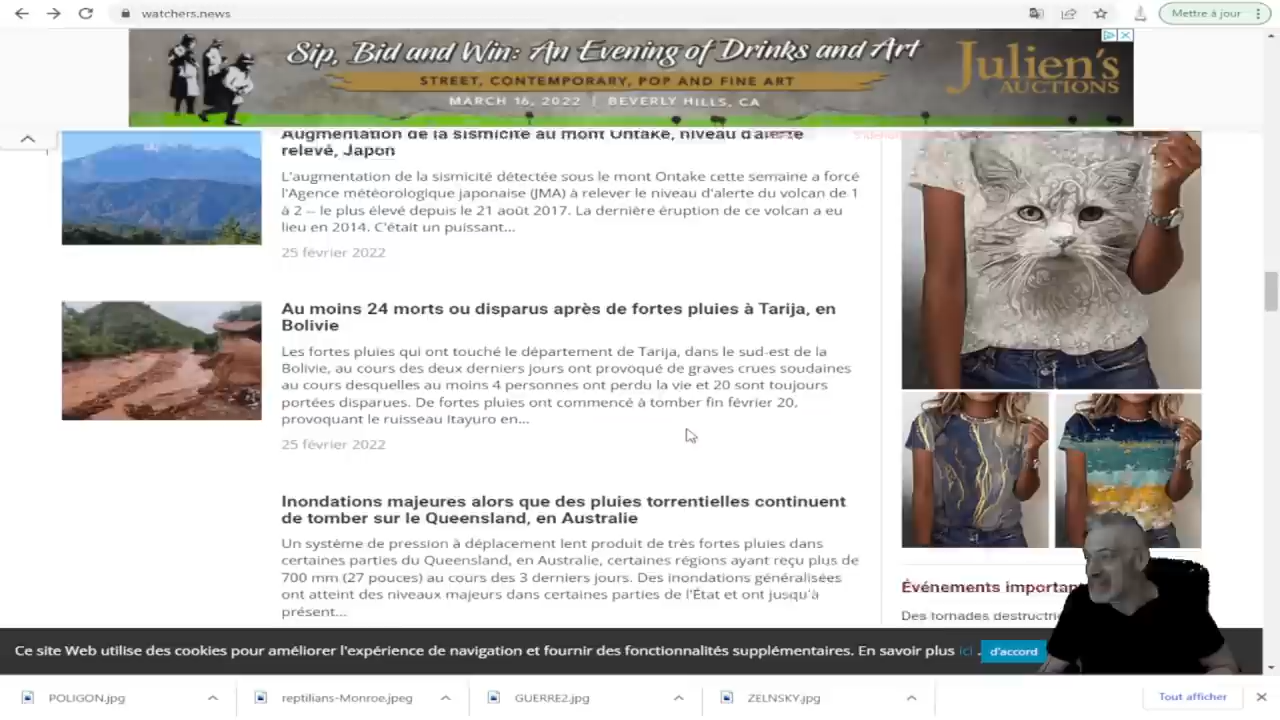 watchers.news
Mettre à jour
Sip, Bid and Win: An Evening of Drinks and Art
STREET, CONTEMPORARY, POP AND FINE ART
MARCH 16, 2022 | BEVERLY HILLS, CA
Julien's
AUCTIONS
Augmentation de la sismicité au mont Ontake, niveau d'alerte
relevé, Japon
L'augmentation de la sismicité détectée sous le mont Ontake cette semaine a forcé
l'Agence météorologique japonaise (JMA) à relever le niveau d'alerte du volcan de 1
à 2 – le plus élevé depuis le 21 août 2017. La dernière éruption de ce volcan a eu
lieu en 2014. C'était un puissant...
25 février 2022
Au moins 24 morts ou disparus après de fortes pluies à Tarija, en
Bolivie
Les fortes pluies qui ont touché le département de Tarija, dans le sud-est de la
Bolivie, au cours des deux derniers jours ont provoqué de graves crues soudaines
au cours desquelles au moins 4 personnes ont perdu la vie et 20 sont toujours
portées disparues. De fortes pluies ont commencé à tomber fin février 20,
provoquant le ruisseau Itayuro en...
25 février 2022
Inondations majeures alors que des pluies torrentielles continuent
de tomber sur le Queensland, en Australie
Un système de pression à déplacement lent produit de très fortes pluies dans
certaines parties du Queensland, en Australie, certaines régions ayant reçu plus de
700 mm (27 pouces) au cours des 3 derniers jours. Des inondations généralisées
ont atteint des niveaux majeurs dans certaines parties de l'État et ont jusqu'à
présent...
Événements important
Des tornades destructri
Ce site Web utilise des cookies pour améliorer l'expérience de navigation et fournir des fonctionnalités supplémentaires. En savoir plus ici .
d'accord
POLIGON.jpg
reptilians-Monroe.jpeg
GUERRE2.jpg
ZELNSKY.jpg
Tout afficher